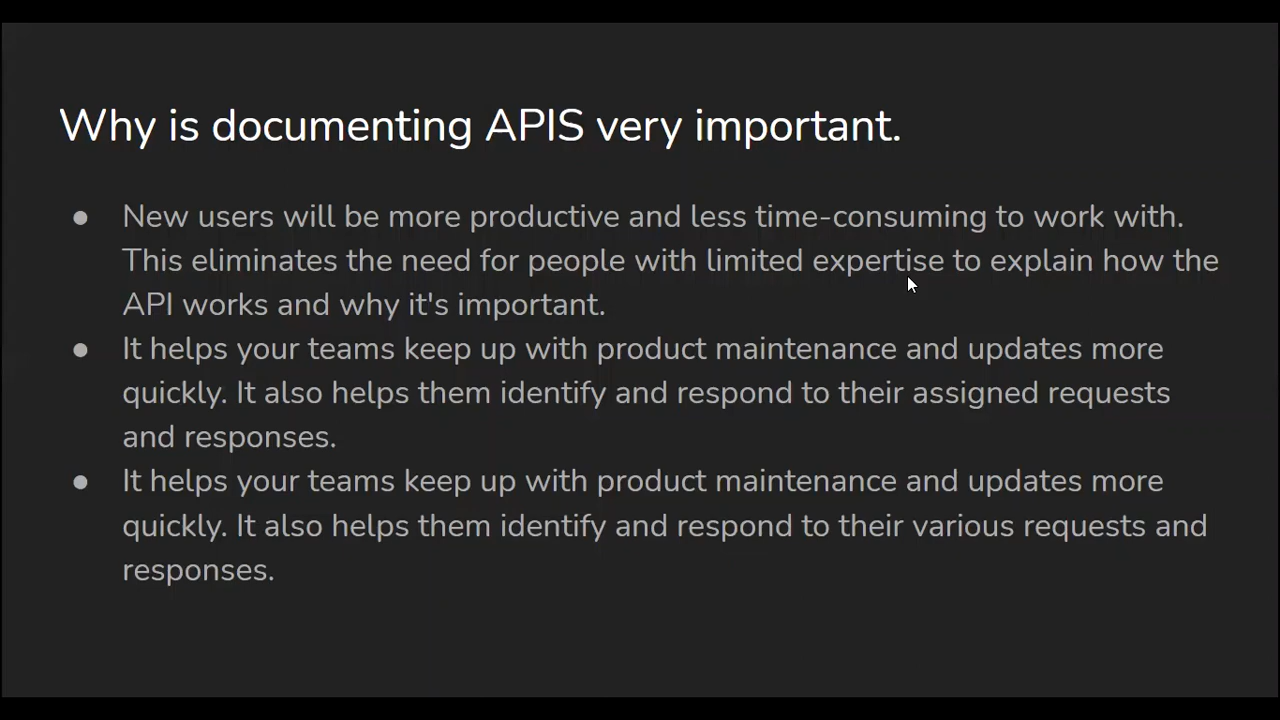 Why is documenting APIS very important.
● New users will be more productive and less time-consuming to work with.
This eliminates the need for people with limited expertise to explain how the
API works and why it's important.
● It helps your teams keep up with product maintenance and updates more
quickly. It also helps them identify and respond to their assigned requests
and responses.
● It helps your teams keep up with product maintenance and updates more
quickly. It also helps them identify and respond to their various requests and
responses.